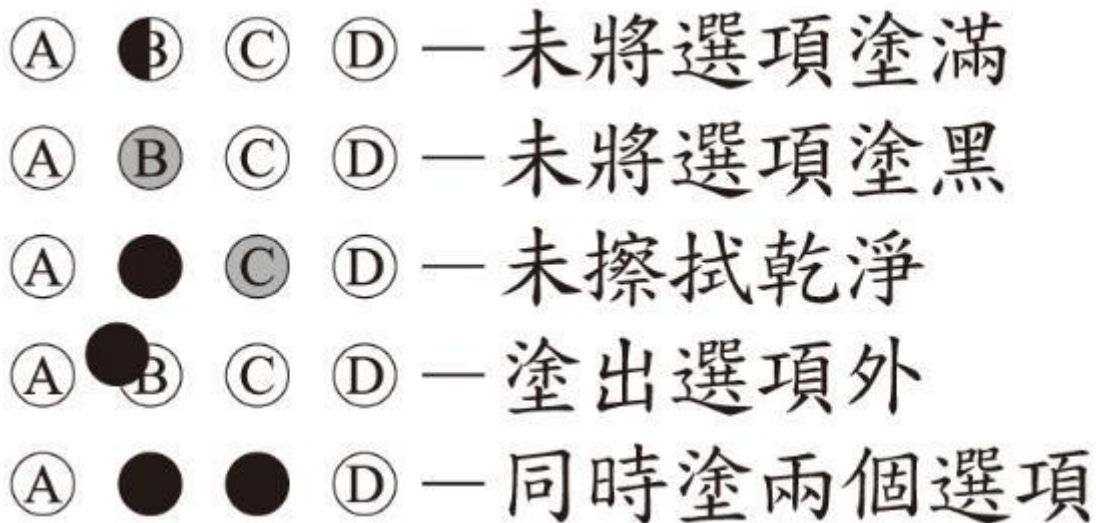 Ⓐ Ⓑ Ⓒ Ⓓ — 未將選項塗滿
Ⓐ Ⓑ Ⓒ Ⓓ — 未將選項塗黑
Ⓐ ● Ⓒ Ⓓ — 未擦拭乾淨
Ⓐ Ⓑ Ⓒ Ⓓ — 塗出選項外
Ⓐ ● ● Ⓓ — 同時塗兩個選項